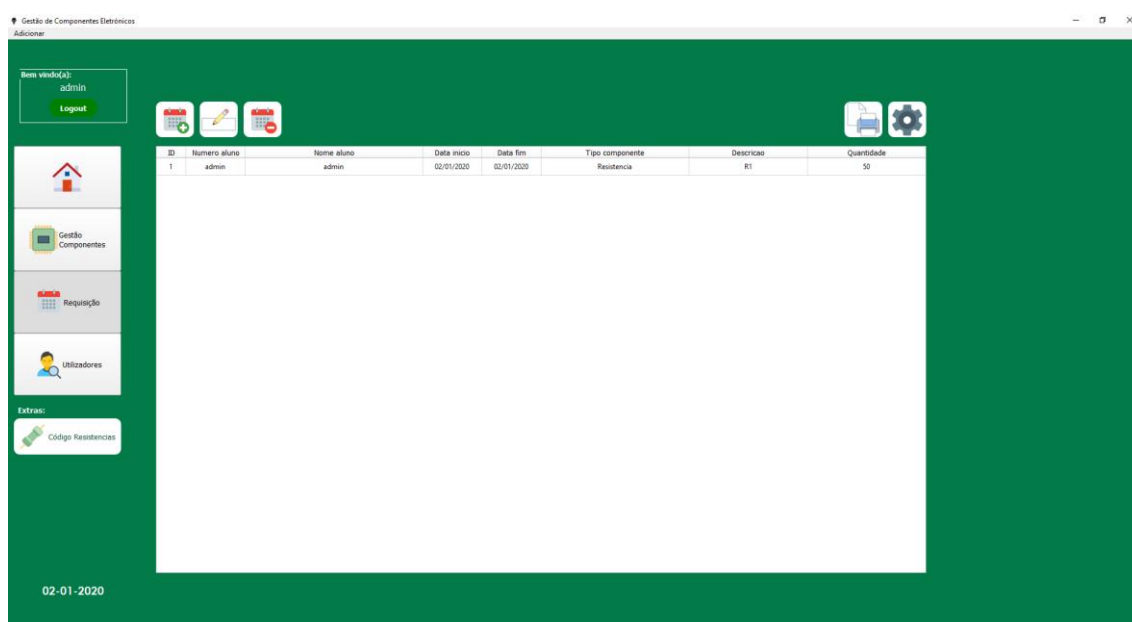 Gestão de Componentes Eletrónicos
Adicionar
Bem vindo(a):
admin
Logout
ID Numero aluno Nome aluno Data inicio Data fim Tipo componente Descricao Quantidade
1 admin admin 02/01/2020 02/01/2020 Resistencia R1 50
Gestão
Componentes
Requisição
Utilizadores
Extras:
Código Resistencias
02-01-2020